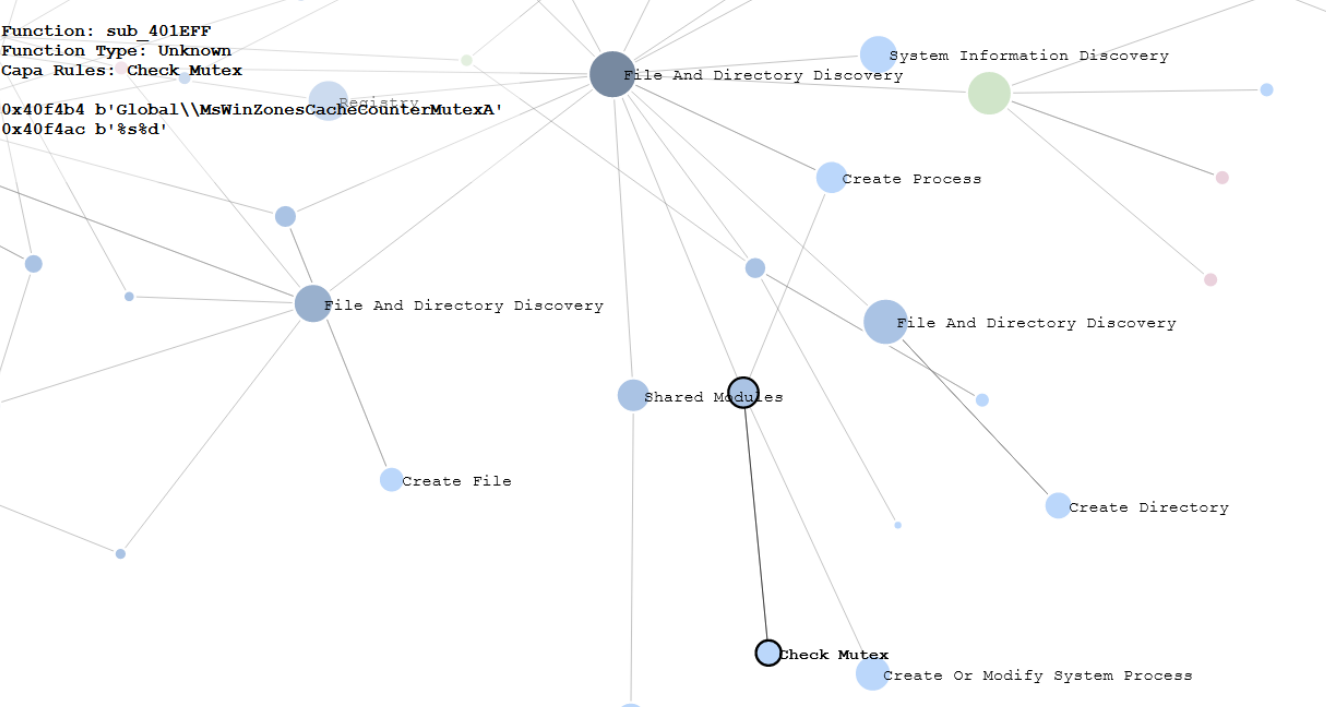 Function: sub_401EFF
Function Type: Unknown
Capa Rules: Check Mutex
0x40f4b4 b'Global\\MsWinZonesCacheCounterMutexA'
0x40f4ac b'%s%d'
System Information Discovery
File And Directory Discovery
Registry
Create Process
File And Directory Discovery
File And Directory Discovery
Shared Modules
Create File
Create Directory
Check Mutex
Create Or Modify System Process